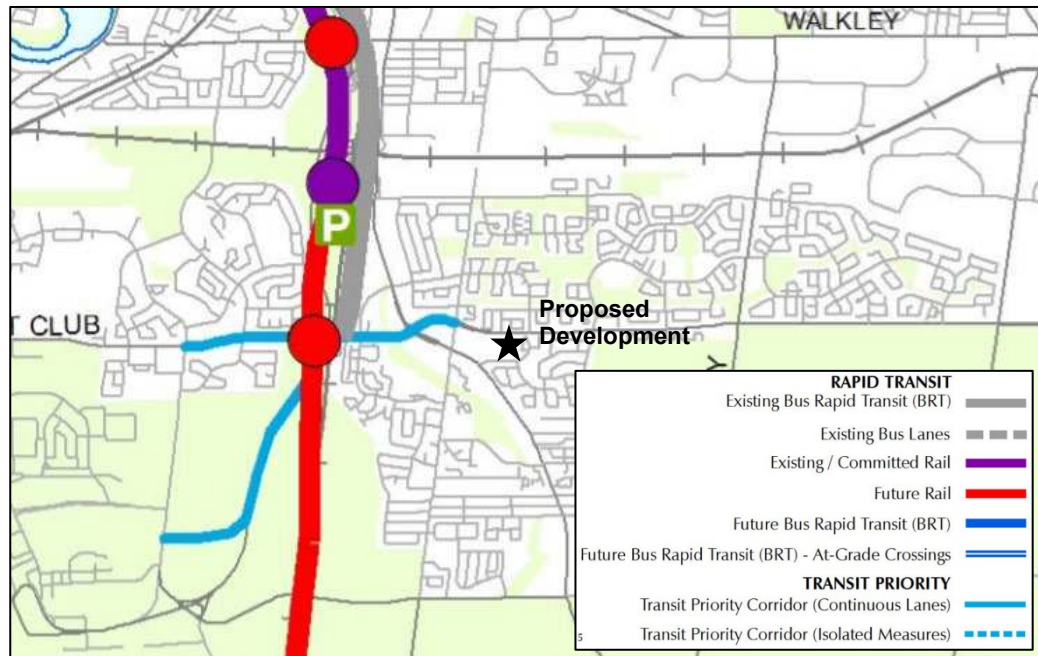 WALKLEY
P
T CLUB
Proposed
Development
Y
RAPID TRANSIT
Existing Bus Rapid Transit (BRT)
Existing Bus Lanes
Existing / Committed Rail
Future Rail
Future Bus Rapid Transit (BRT)
Future Bus Rapid Transit (BRT) - At-Grade Crossings
TRANSIT PRIORITY
Transit Priority Corridor (Continuous Lanes)
5
Transit Priority Corridor (Isolated Measures)